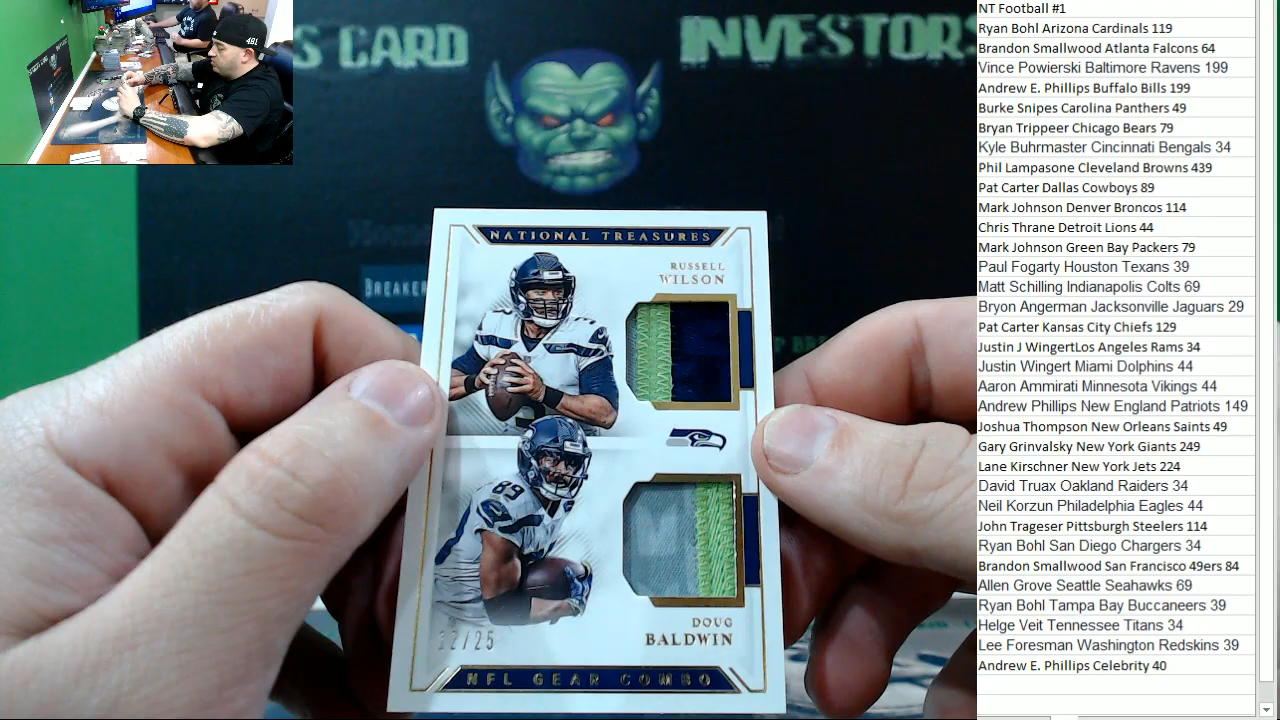 S CARD
INVESTORS
461
BREAKER
NATIONAL TREASURES
RUSSELL
WILSON
89
DOUG
BALDWIN
12/25
NFL GEAR COMBO
NT Football #1
Ryan Bohl Arizona Cardinals 119
Brandon Smallwood Atlanta Falcons 64
Vince Powierski Baltimore Ravens 199
Andrew E. Phillips Buffalo Bills 199
Burke Snipes Carolina Panthers 49
Bryan Trippeer Chicago Bears 79
Kyle Buhrmaster Cincinnati Bengals 34
Phil Lampasone Cleveland Browns 439
Pat Carter Dallas Cowboys 89
Mark Johnson Denver Broncos 114
Chris Thrane Detroit Lions 44
Mark Johnson Green Bay Packers 79
Paul Fogarty Houston Texans 39
Matt Schilling Indianapolis Colts 69
Bryon Angerman Jacksonville Jaguars 29
Pat Carter Kansas City Chiefs 129
Justin J WingertLos Angeles Rams 34
Justin Wingert Miami Dolphins 44
Aaron Ammirati Minnesota Vikings 44
Andrew Phillips New England Patriots 149
Joshua Thompson New Orleans Saints 49
Gary Grinvalsky New York Giants 249
Lane Kirschner New York Jets 224
David Truax Oakland Raiders 34
Neil Korzun Philadelphia Eagles 44
John Trageser Pittsburgh Steelers 114
Ryan Bohl San Diego Chargers 34
Brandon Smallwood San Francisco 49ers 84
Allen Grove Seattle Seahawks 69
Ryan Bohl Tampa Bay Buccaneers 39
Helge Veit Tennessee Titans 34
Lee Foresman Washington Redskins 39
Andrew E. Phillips Celebrity 40